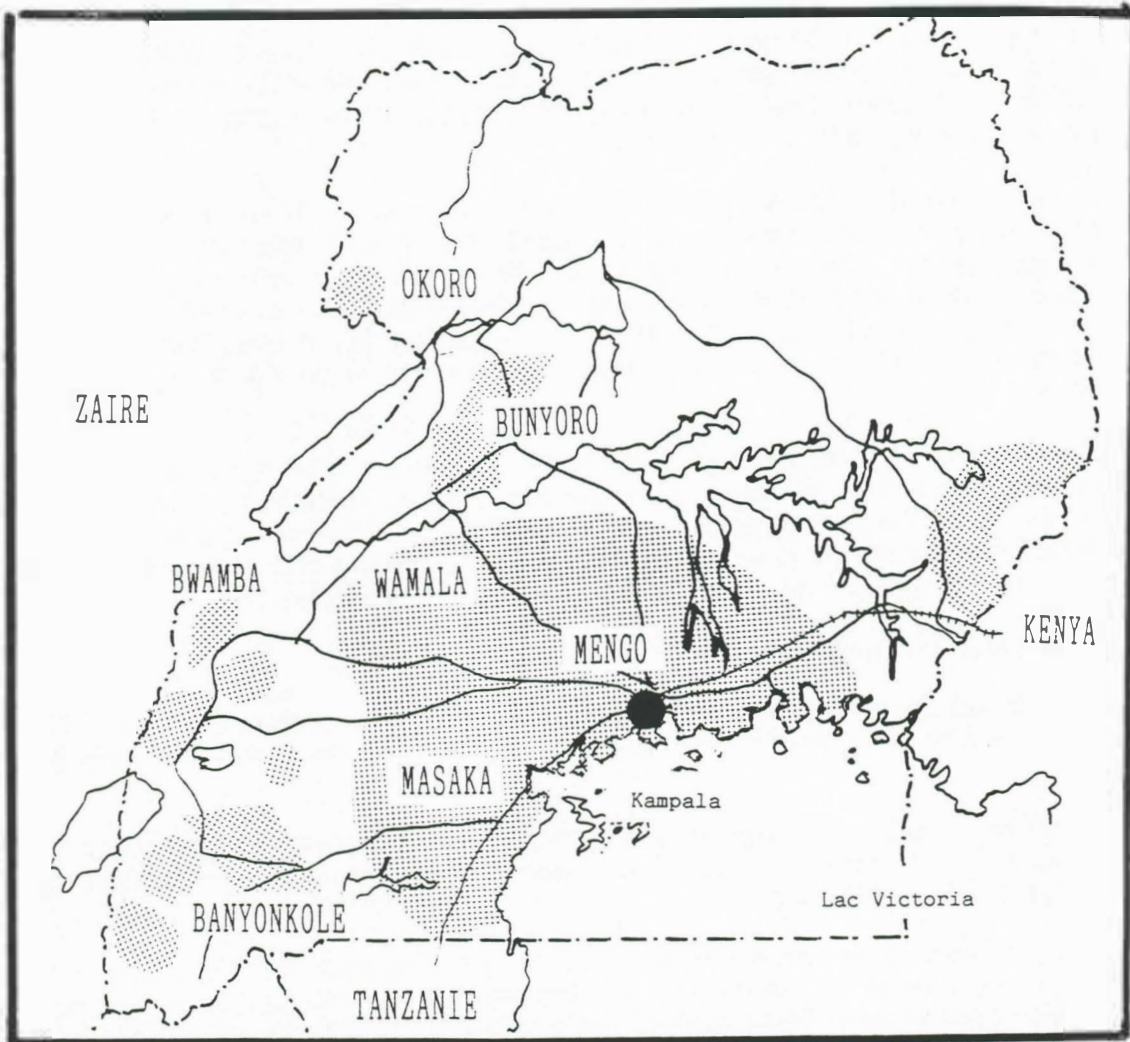 OKORO
ZAIRE
BUNYORO
BWAMBA
WAMALA
KENYA
MENGO
MASAKA
Kampala
Lac Victoria
BANYONKOLE
TANZANIE